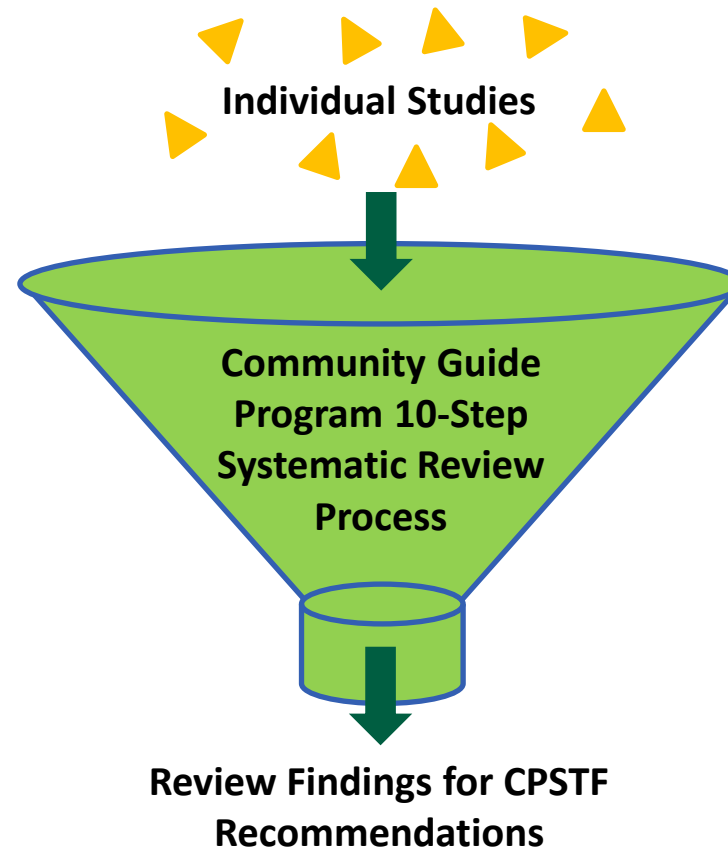 Individual Studies
Community Guide
Program 10-Step
Systematic Review
Process
Review Findings for CPSTF
Recommendations